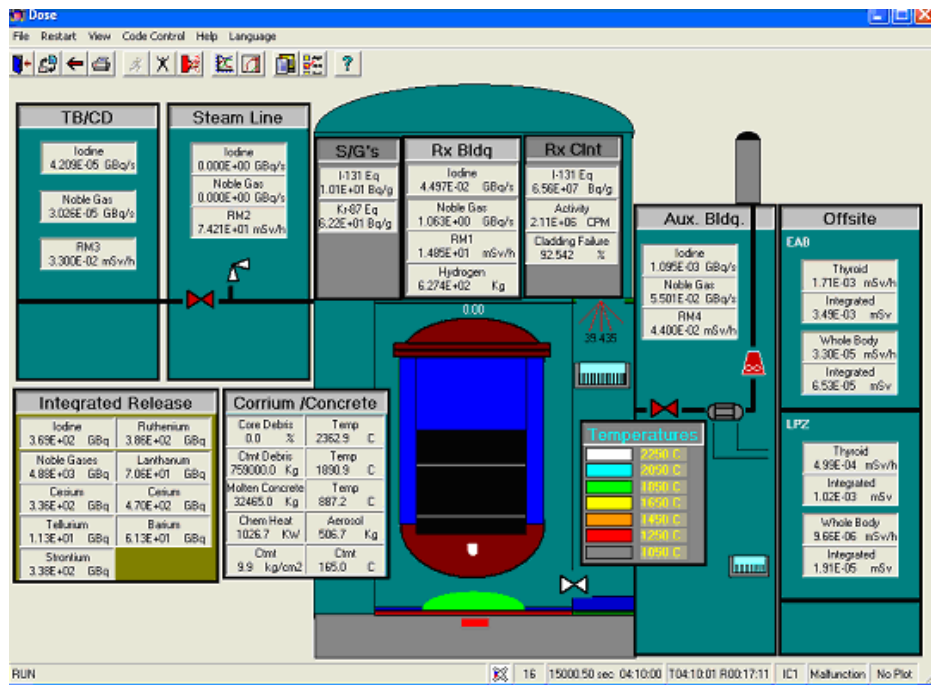 Dose
File Restart View Code Control Help Language
TB/CD
Iodine
4.209E-05 GBq/s
Noble Gas
3.026E-05 GBq/s
RM3
3.300E-02 mSv/h
Steam Line
Iodine
0.000E+00 GBq/s
Noble Gas
0.000E+00 GBq/s
RM2
7.421E+01 mSv/h
S/G's
I-131 Eq
1.01E+01 Bq/g
Kr-87 Eq
6.22E+01 Bq/g
Rx Bldg
Iodine
4.497E-02 GBq/s
Noble Gas
1.063E+00 GBq/s
RM1
1.485E+01 mSv/h
Hydrogen
6.274E+02 Kg
Rx Clnt
I-131 Eq
6.56E+07 Bq/g
Activity
2.11E+06 CPM
Cladding Failure
92.542 %
0.00
39.435
Aux. Bldg.
Iodine
1.095E-03 GBq/s
Noble Gas
5.501E-02 GBq/s
RM4
4.400E-02 mSv/h
Offsite
EAB
Thyroid
1.71E-03 mSv/h
Integrated
3.49E-03 mSv
Whole Body
3.30E-05 mSv/h
Integrated
6.53E-05 mSv
LPZ
Thyroid
4.99E-04 mSv/h
Integrated
1.02E-03 mSv
Whole Body
9.66E-06 mSv/h
Integrated
1.91E-05 mSv
Integrated Release
Iodine Ruthenium
3.69E+02 GBq 3.86E+02 GBq
Noble Gases Lanthanum
4.88E+03 GBq 7.06E+01 GBq
Cesium Cerium
3.36E+02 GBq 4.70E+02 GBq
Tellurium Barium
1.13E+01 GBq 6.13E+01 GBq
Strontium
3.38E+02 GBq
Corrium /Concrete
Core Debris Temp
0.0 % 2362.9 C
Ctmt Debris Temp
759000.0 Kg 1890.9 C
Molten Concrete Temp
32465.0 Kg 887.2 C
Chem Heat Aerosol
1026.7 KW 506.7 Kg
Ctmt Ctmt
9.9 kg/cm2 165.0 C
Temperatures
2250 C
2050 C
1850 C
1650 C
1450 C
1250 C
1050 C
RUN 16 15000.50 sec 04:10:00 T04:10:01 R00:17:11 IC1 Malfunction No Plot